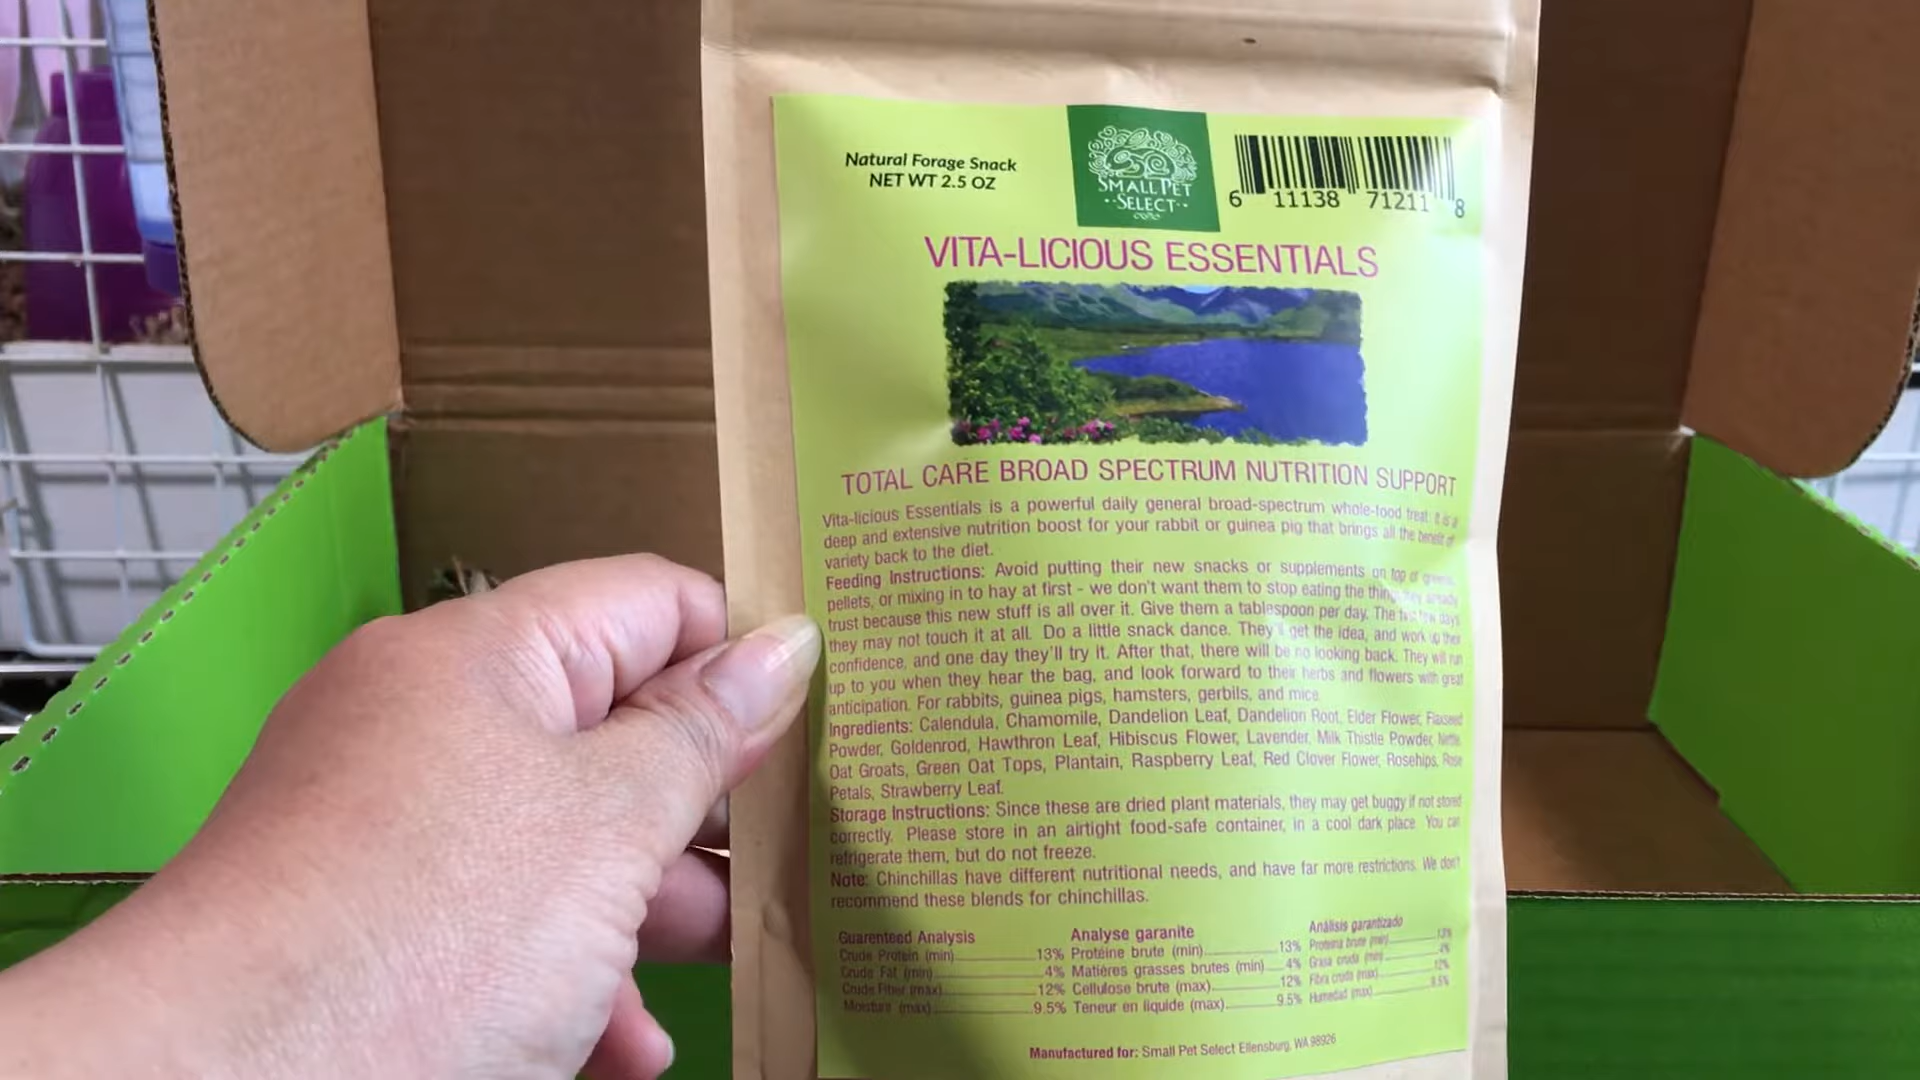 Natural Forage Snack
NET WT 2.5 OZ
SMALL PET
SELECT
6 11138 71211 8
VITA-LICIOUS ESSENTIALS
TOTAL CARE BROAD SPECTRUM NUTRITION SUPPORT
Vita-licious Essentials is a powerful daily general broad-spectrum whole-food treat. It is a
deep and extensive nutrition boost for your rabbit or guinea pig that brings all the benefit of
variety back to the diet.
Feeding Instructions: Avoid putting their new snacks or supplements on top of greens,
pellets, or mixing in to hay at first - we don't want them to stop eating the things they already
trust because this new stuff is all over it. Give them a tablespoon per day. The first few days
they may not touch it at all. Do a little snack dance. They'll get the idea, and work up their
confidence, and one day they'll try it. After that, there will be no looking back. They will run
up to you when they hear the bag, and look forward to their herbs and flowers with great
anticipation. For rabbits, guinea pigs, hamsters, gerbils, and mice.
Ingredients: Calendula, Chamomile, Dandelion Leaf, Dandelion Root, Elder Flower, Flaxseed
Powder, Goldenrod, Hawthron Leaf, Hibiscus Flower, Lavender, Milk Thistle Powder, Nettle,
Oat Groats, Green Oat Tops, Plantain, Raspberry Leaf, Red Clover Flower, Rosehips, Rose
Petals, Strawberry Leaf.
Storage Instructions: Since these are dried plant materials, they may get buggy if not stored
correctly. Please store in an airtight food-safe container, in a cool dark place. You can
refrigerate them, but do not freeze.
Note: Chinchillas have different nutritional needs, and have far more restrictions. We don't
recommend these blends for chinchillas.
Guarenteed Analysis
Crude Protein (min) 13%
Crude Fat (min) 4%
Crude Fiber (max) 12%
Moisture (max) 9.5%
Analyse garanite
Protéine brute (min) 13%
Matières grasses brutes (min) 4%
Cellulose brute (max) 12%
Teneur en liquide (max) 9.5%
Análisis garantizado
Proteína brute (min) 13%
Grasa cruda (min) 4%
Fibra cruda (max) 12%
Humedad (max) 9.5%
Manufactured for: Small Pet Select Ellensburg, WA 98926